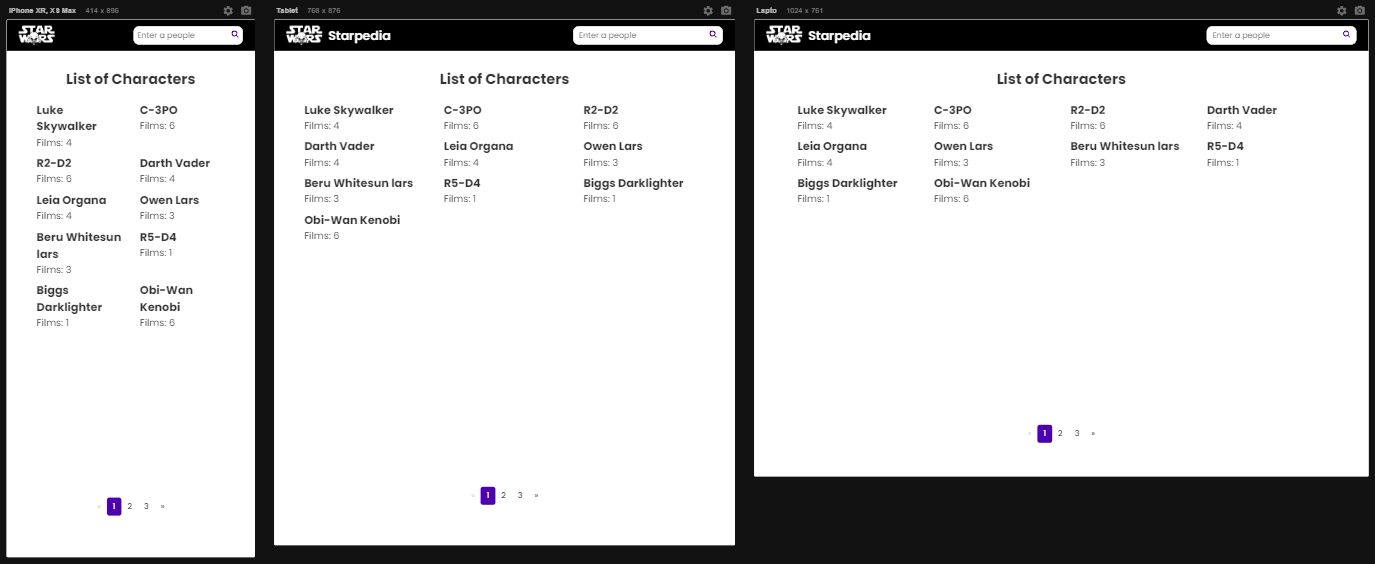 iPhone XR, XS Max 414 x 896
STAR WARS
Enter a people
List of Characters
Luke Skywalker
Films: 4
C-3PO
Films: 6
R2-D2
Films: 6
Darth Vader
Films: 4
Leia Organa
Films: 4
Owen Lars
Films: 3
Beru Whitesun lars
Films: 3
R5-D4
Films: 1
Biggs Darklighter
Films: 1
Obi-Wan Kenobi
Films: 6
« 1 2 3 »
Tablet 768 x 876
STAR WARS Starpedia
Enter a people
List of Characters
Luke Skywalker
Films: 4
C-3PO
Films: 6
R2-D2
Films: 6
Darth Vader
Films: 4
Leia Organa
Films: 4
Owen Lars
Films: 3
Beru Whitesun lars
Films: 3
R5-D4
Films: 1
Biggs Darklighter
Films: 1
Obi-Wan Kenobi
Films: 6
« 1 2 3 »
Lapto 1024 x 761
STAR WARS Starpedia
Enter a people
List of Characters
Luke Skywalker
Films: 4
C-3PO
Films: 6
R2-D2
Films: 6
Darth Vader
Films: 4
Leia Organa
Films: 4
Owen Lars
Films: 3
Beru Whitesun lars
Films: 3
R5-D4
Films: 1
Biggs Darklighter
Films: 1
Obi-Wan Kenobi
Films: 6
« 1 2 3 »